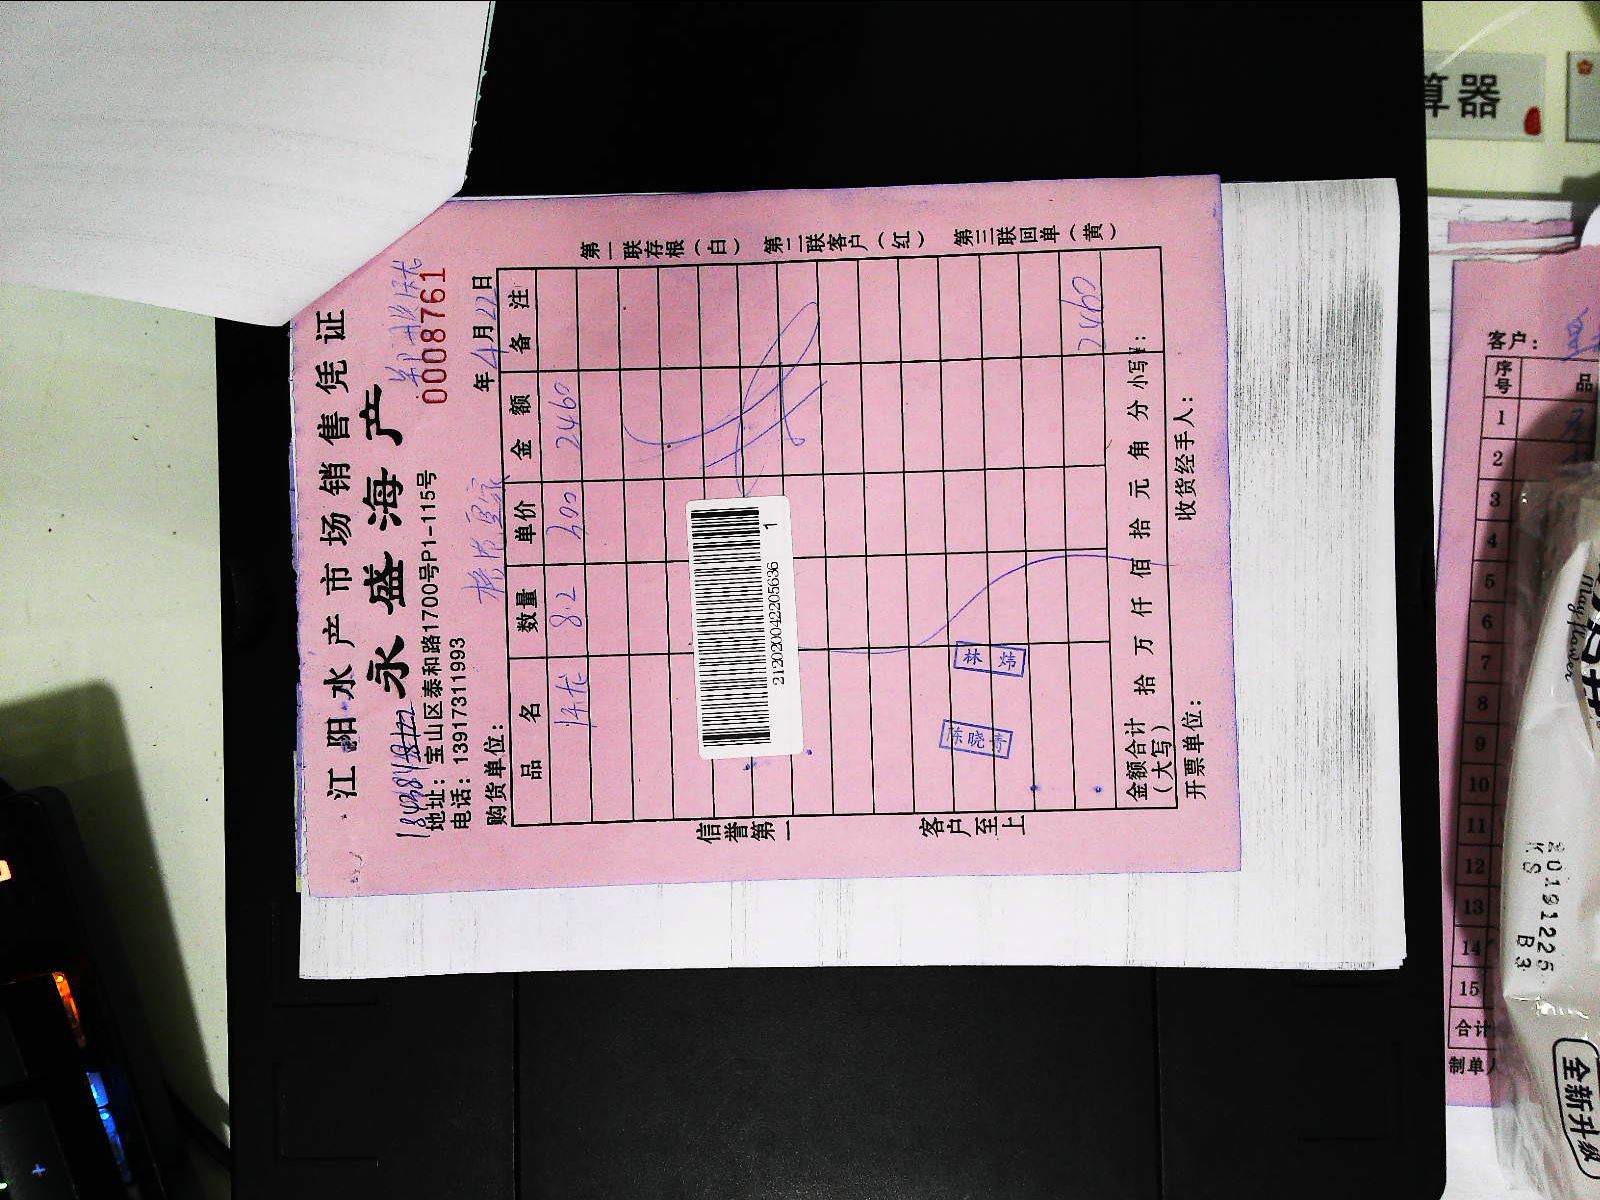 江阳水产市场销售凭证
永盛海产
18438418122
地址：宝山区泰和路1700号P1-115号
电话：13917311993
0008761
购货单位：
年4月22日
品名 数量 单价 金额 备注
8.2 300 2460
2120200422056361
陈晓青
林炜
2460
金额合计（大写） 拾 万 仟 佰 拾 元 角 分 小写¥：
开票单位： 收货经手人：
第一联存根（白） 第二联客户（红） 第三联回单（黄）
信誉第一
客户至上
算器
客户：
序号 品
1
2
3
4
5
6
7
8
9
10
11
12
13
14
15
合计
制单人
20191225
B3
全新升级